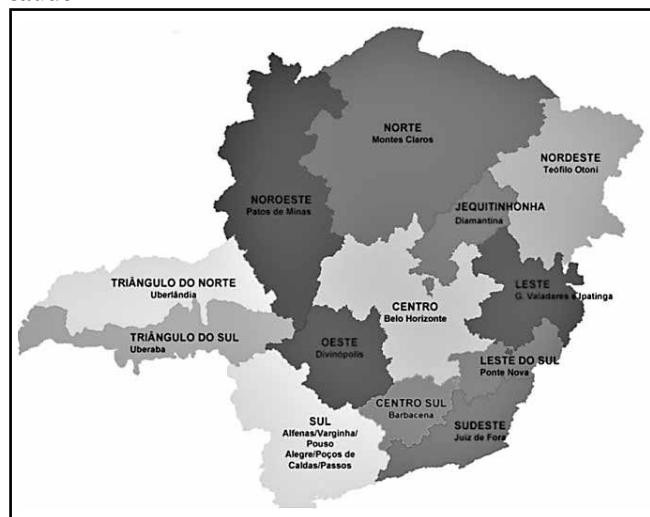 NORTE
Montes Claros
NORDESTE
Teófilo Otoni
NOROESTE
Patos de Minas
JEQUITINHONHA
Diamantina
TRIÂNGULO DO NORTE
Uberlândia
LESTE
G. Valadares e Ipatinga
CENTRO
Belo Horizonte
TRIÂNGULO DO SUL
Uberaba
OESTE
Divinópolis
LESTE DO SUL
Ponte Nova
CENTRO SUL
Barbacena
SUL
Alfenas/Varginha/
Pouso
Alegre/Poços de
Caldas/Passos
SUDESTE
Juiz de Fora